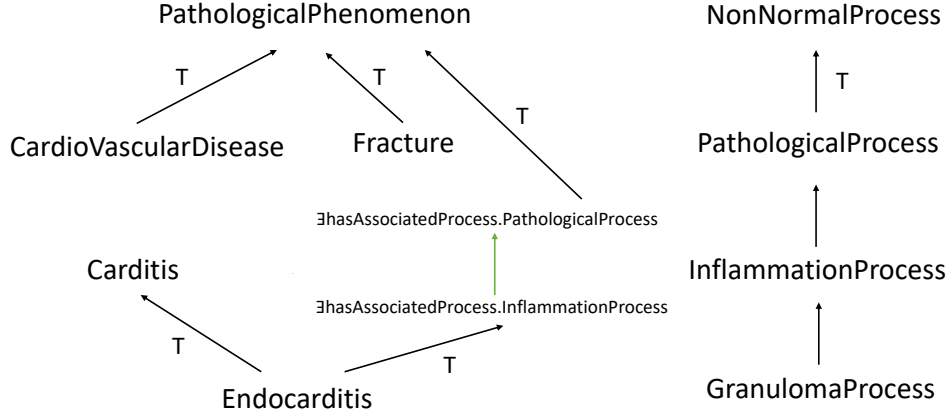 PathologicalPhenomenon
NonNormalProcess
T
T
T
T
CardioVascularDisease
Fracture
PathologicalProcess
∃hasAssociatedProcess.PathologicalProcess
Carditis
InflammationProcess
∃hasAssociatedProcess.InflammationProcess
T
T
Endocarditis
GranulomaProcess